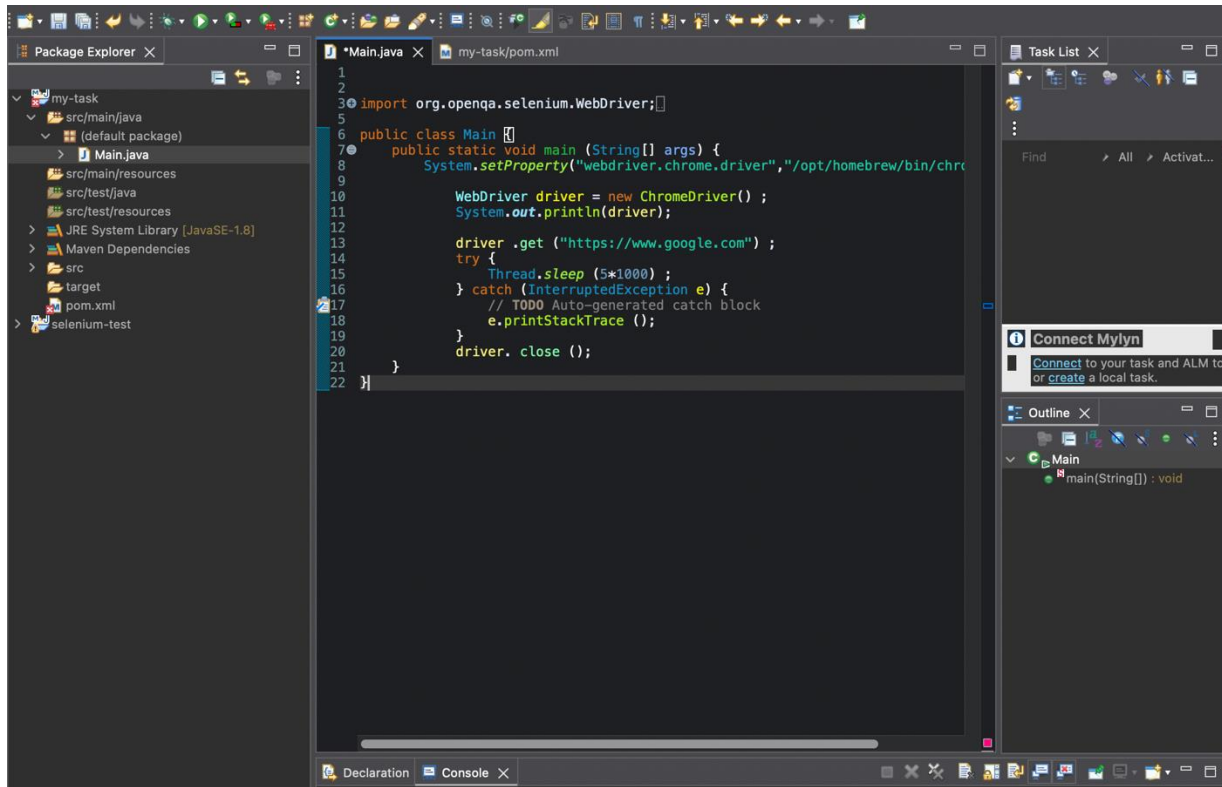 Package Explorer
my-task
src/main/java
(default package)
Main.java
src/main/resources
src/test/java
src/test/resources
JRE System Library [JavaSE-1.8]
Maven Dependencies
src
target
pom.xml
selenium-test
*Main.java
my-task/pom.xml
1
2
3 import org.openqa.selenium.WebDriver;
5
6 public class Main {
7 public static void main (String[] args) {
8 System.setProperty("webdriver.chrome.driver","/opt/homebrew/bin/chro
9
10 WebDriver driver = new ChromeDriver() ;
11 System.out.println(driver);
12
13 driver .get ("https://www.google.com") ;
14 try {
15 Thread.sleep (5*1000) ;
16 } catch (InterruptedException e) {
17 // TODO Auto-generated catch block
18 e.printStackTrace ();
19 }
20 driver. close ();
21 }
22 }
Task List
Find
All
Activat...
Connect Mylyn
Connect to your task and ALM to
or create a local task.
Outline
Main
main(String[]) : void
Declaration
Console